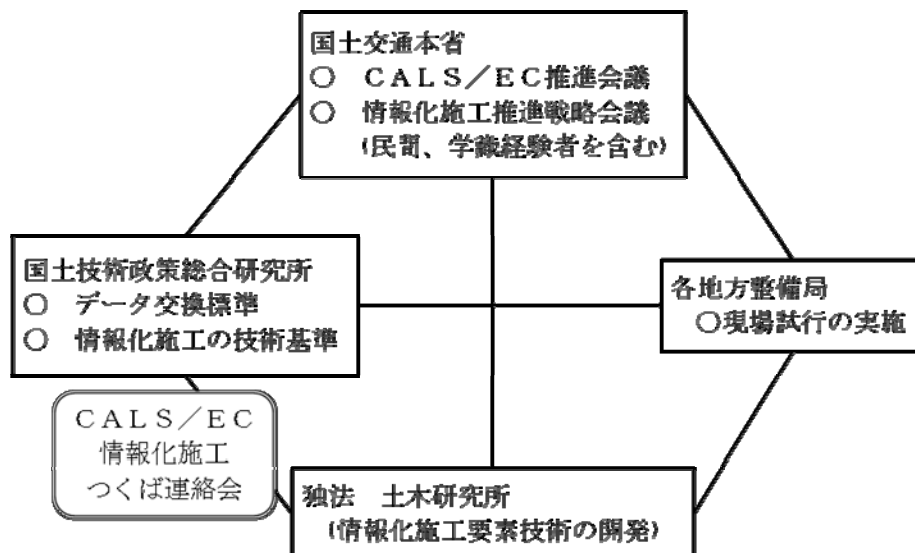 国土交通本省
○　ＣＡＬＳ／ＥＣ推進会議
○　情報化施工推進戦略会議
(民間、学識経験者を含む)
国土技術政策総合研究所
○　データ交換標準
○　情報化施工の技術基準
各地方整備局
○現場試行の実施
ＣＡＬＳ／ＥＣ
情報化施工
つくば連絡会
独法　土木研究所
(情報化施工要素技術の開発)